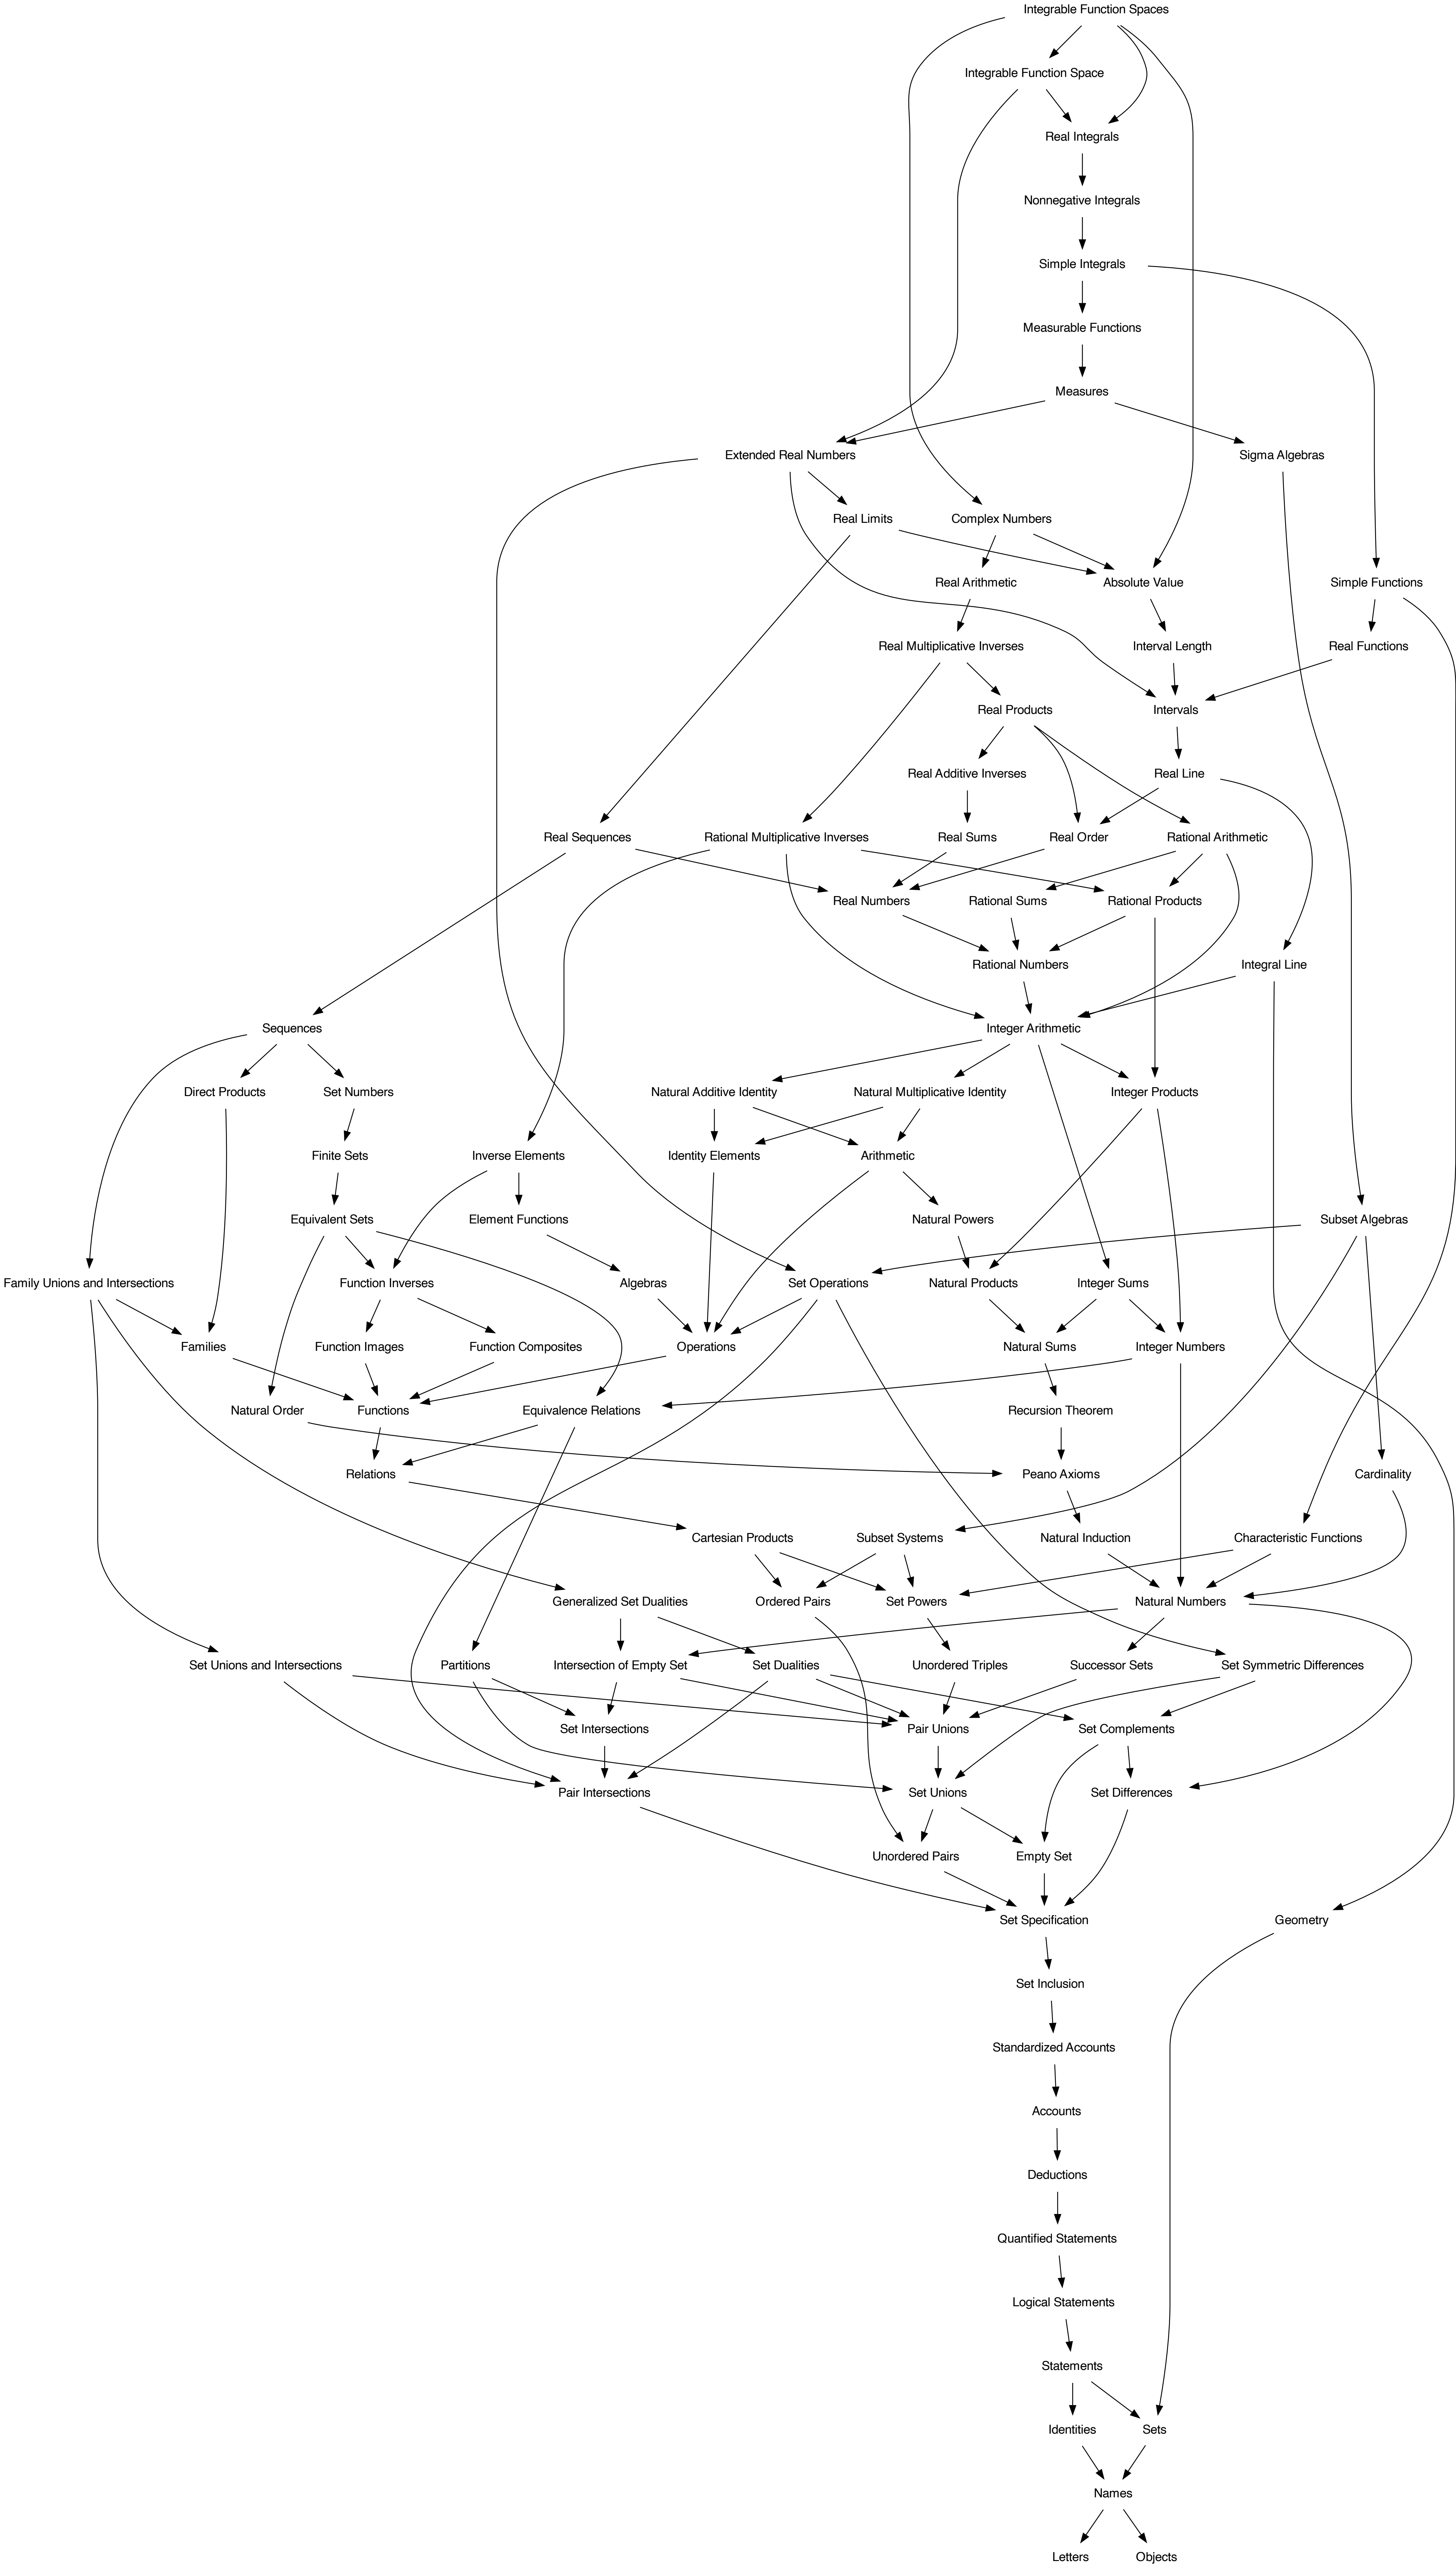 Integrable Function Spaces
Integrable Function Space
Real Integrals
Nonnegative Integrals
Simple Integrals
Measurable Functions
Measures
Extended Real Numbers
Sigma Algebras
Real Limits
Complex Numbers
Real Arithmetic
Absolute Value
Simple Functions
Real Multiplicative Inverses
Interval Length
Real Functions
Real Products
Intervals
Real Additive Inverses
Real Line
Real Sequences
Rational Multiplicative Inverses
Real Sums
Real Order
Rational Arithmetic
Real Numbers
Rational Sums
Rational Products
Rational Numbers
Integral Line
Sequences
Integer Arithmetic
Direct Products
Set Numbers
Natural Additive Identity
Natural Multiplicative Identity
Integer Products
Finite Sets
Inverse Elements
Identity Elements
Arithmetic
Equivalent Sets
Element Functions
Natural Powers
Subset Algebras
Family Unions and Intersections
Function Inverses
Algebras
Set Operations
Natural Products
Integer Sums
Families
Function Images
Function Composites
Operations
Natural Sums
Integer Numbers
Natural Order
Functions
Equivalence Relations
Recursion Theorem
Relations
Peano Axioms
Cardinality
Cartesian Products
Subset Systems
Natural Induction
Characteristic Functions
Generalized Set Dualities
Ordered Pairs
Set Powers
Natural Numbers
Set Unions and Intersections
Partitions
Intersection of Empty Set
Set Dualities
Unordered Triples
Successor Sets
Set Symmetric Differences
Set Intersections
Pair Unions
Set Complements
Pair Intersections
Set Unions
Set Differences
Unordered Pairs
Empty Set
Set Specification
Geometry
Set Inclusion
Standardized Accounts
Accounts
Deductions
Quantified Statements
Logical Statements
Statements
Identities
Sets
Names
Letters
Objects